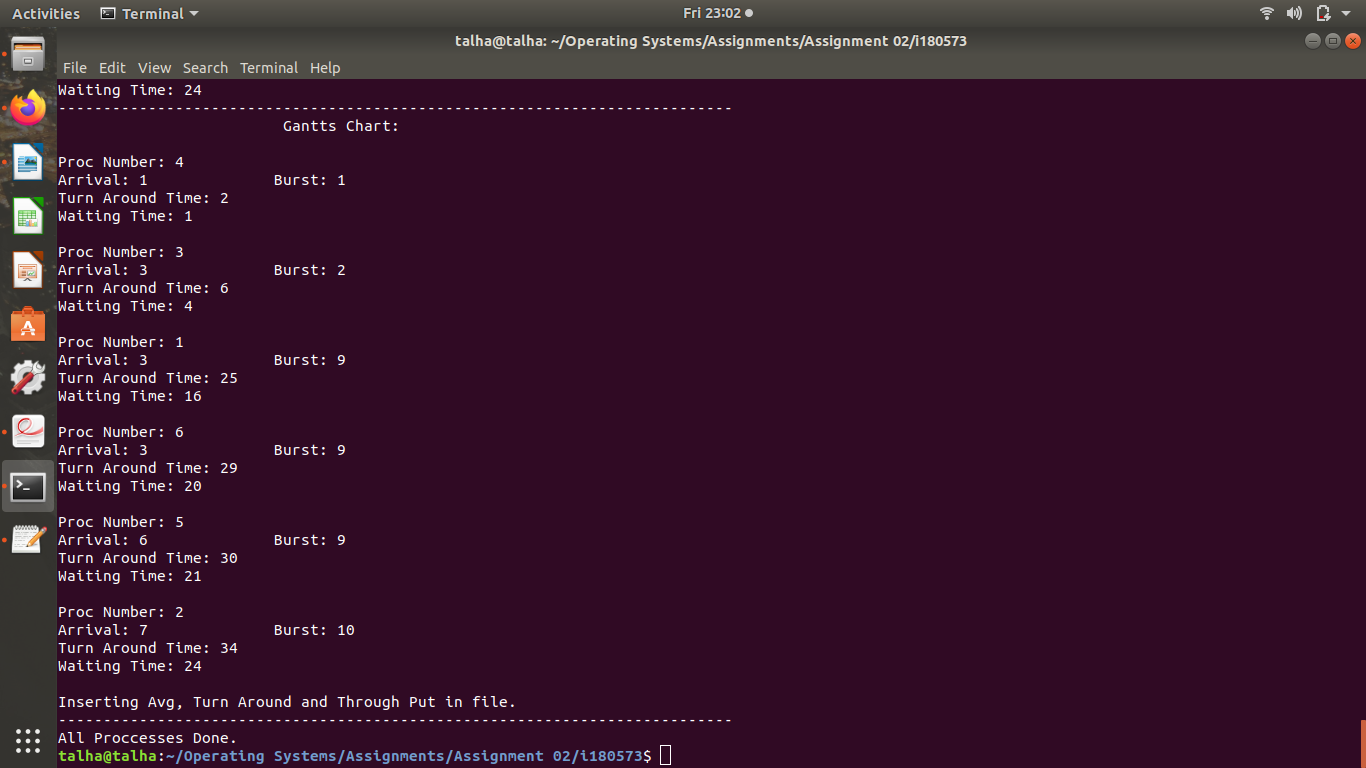 Activities Terminal Fri 23:02
talha@talha: ~/Operating Systems/Assignments/Assignment 02/i180573
File Edit View Search Terminal Help
Waiting Time: 24
---------------------------------------------------------------------------
Gantts Chart:
Proc Number: 4
Arrival: 1 Burst: 1
Turn Around Time: 2
Waiting Time: 1
Proc Number: 3
Arrival: 3 Burst: 2
Turn Around Time: 6
Waiting Time: 4
Proc Number: 1
Arrival: 3 Burst: 9
Turn Around Time: 25
Waiting Time: 16
Proc Number: 6
Arrival: 3 Burst: 9
Turn Around Time: 29
Waiting Time: 20
Proc Number: 5
Arrival: 6 Burst: 9
Turn Around Time: 30
Waiting Time: 21
Proc Number: 2
Arrival: 7 Burst: 10
Turn Around Time: 34
Waiting Time: 24
Inserting Avg, Turn Around and Through Put in file.
---------------------------------------------------------------------------
All Proccesses Done.
talha@talha:~/Operating Systems/Assignments/Assignment 02/i180573$